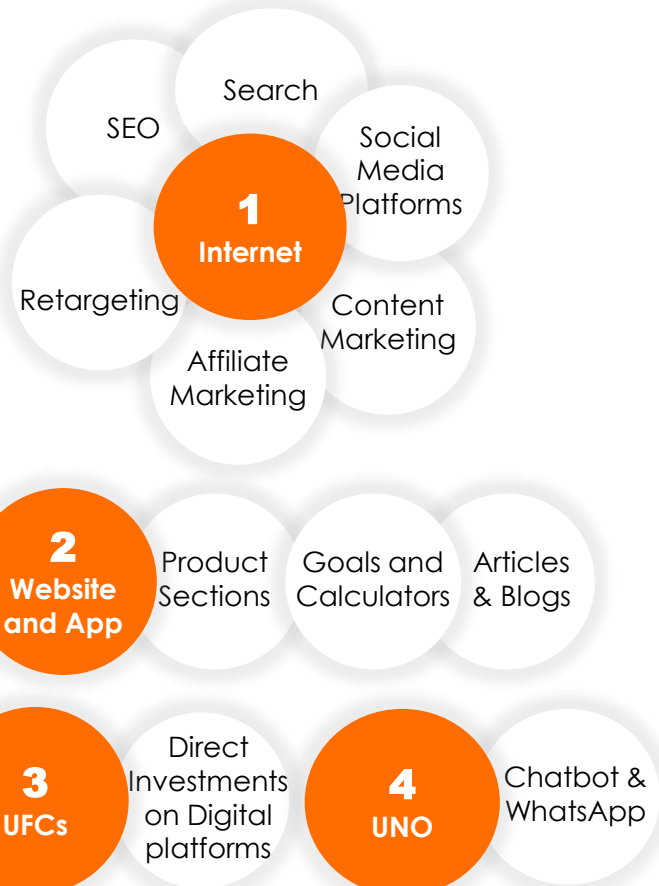 Search
SEO
Social
Media
Platforms
1
Internet
Retargeting
Content
Marketing
Affiliate
Marketing
2
Website
and App
Product
Sections
Goals and
Calculators
Articles
& Blogs
3
UFCs
Direct
Investments
on Digital
platforms
4
UNO
Chatbot &
WhatsApp